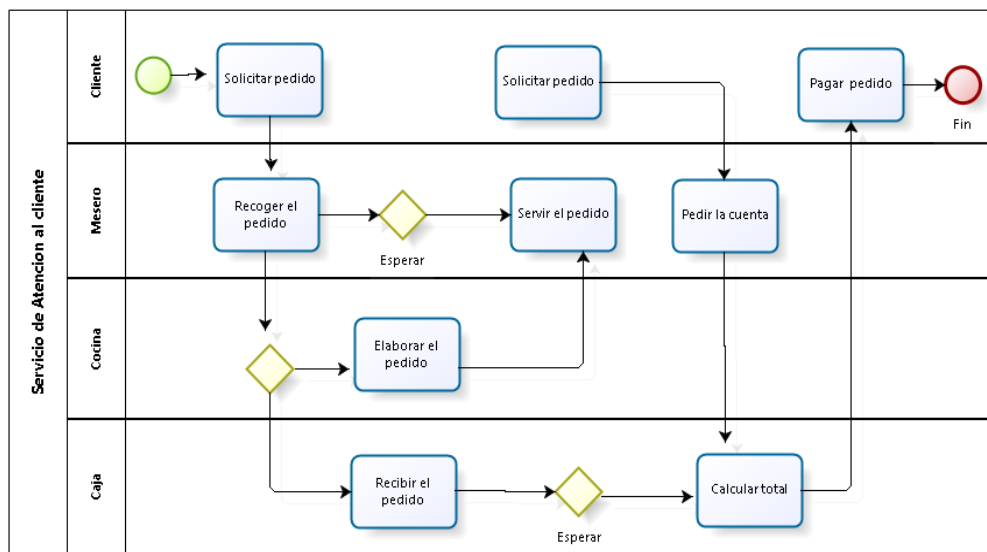 Servicio de Atencion al cliente
Cliente
Solicitar pedido
Solicitar pedido
Pagar pedido
Fin
Mesero
Recoger el
pedido
Esperar
Servir el pedido
Pedir la cuenta
Cocina
Elaborar el
pedido
Caja
Recibir el
pedido
Esperar
Calcular total